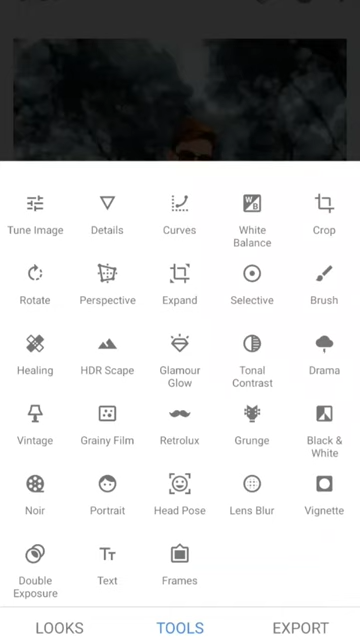 Tune Image
Details
Curves
White
Balance
Crop
Rotate
Perspective
Expand
Selective
Brush
Healing
HDR Scape
Glamour
Glow
Tonal
Contrast
Drama
Vintage
Grainy Film
Retrolux
Grunge
Black &
White
Noir
Portrait
Head Pose
Lens Blur
Vignette
Double
Exposure
Text
Frames
LOOKS
TOOLS
EXPORT